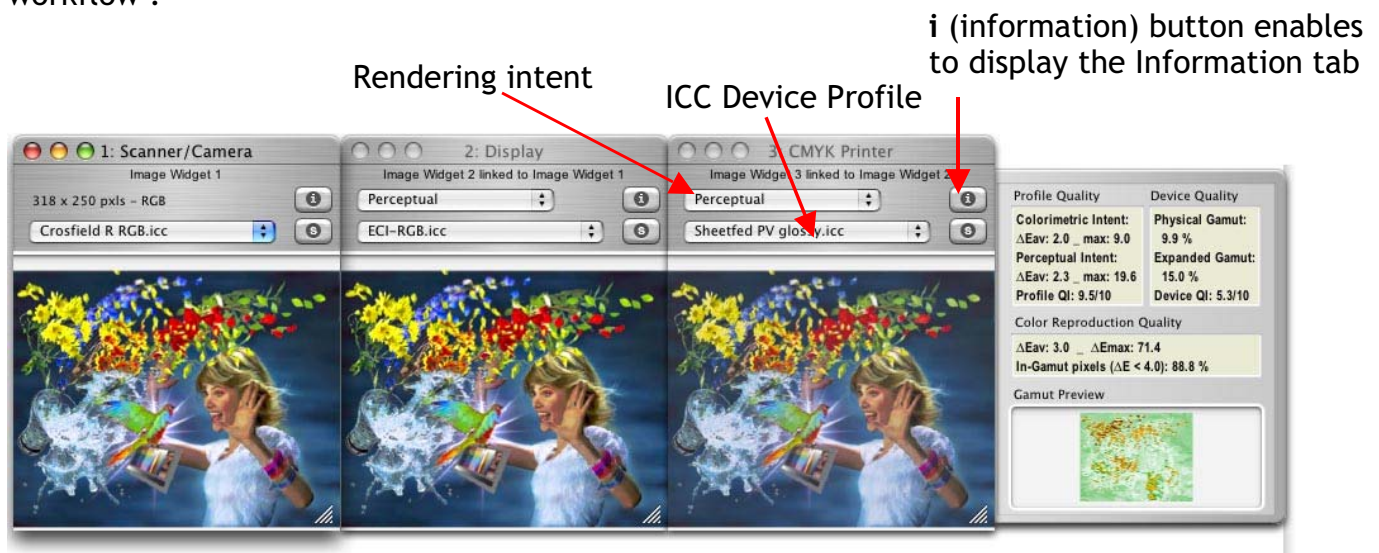 workflow :
i (information) button enables
to display the Information tab
Rendering intent
ICC Device Profile
1: Scanner/Camera
Image Widget 1
318 x 250 pxls – RGB
Crosfield R RGB.icc
2: Display
Image Widget 2 linked to Image Widget 1
Perceptual
ECI-RGB.icc
3: CMYK Printer
Image Widget 3 linked to Image Widget 2
Perceptual
Sheetfed PV glossy.icc
i
S
i
S
i
S
Profile Quality
Colorimetric Intent:
ΔEav: 2.0 _ max: 9.0
Perceptual Intent:
ΔEav: 2.3 _ max: 19.6
Profile QI: 9.5/10
Device Quality
Physical Gamut:
9.9 %
Expanded Gamut:
15.0 %
Device QI: 5.3/10
Color Reproduction Quality
ΔEav: 3.0 _ ΔEmax: 71.4
In-Gamut pixels (ΔE < 4.0): 88.8 %
Gamut Preview